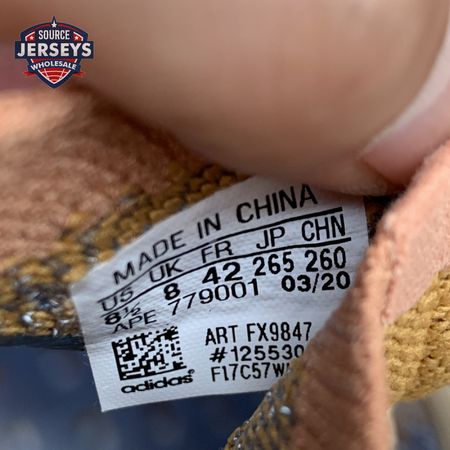 SOURCE
JERSEYS
WHOLESALE
MADE IN CHINA
US UK FR JP CHN
8½ 8 42 265 260
APE 779001 03/20
ART FX9847
#125530
F17C57W
adidas